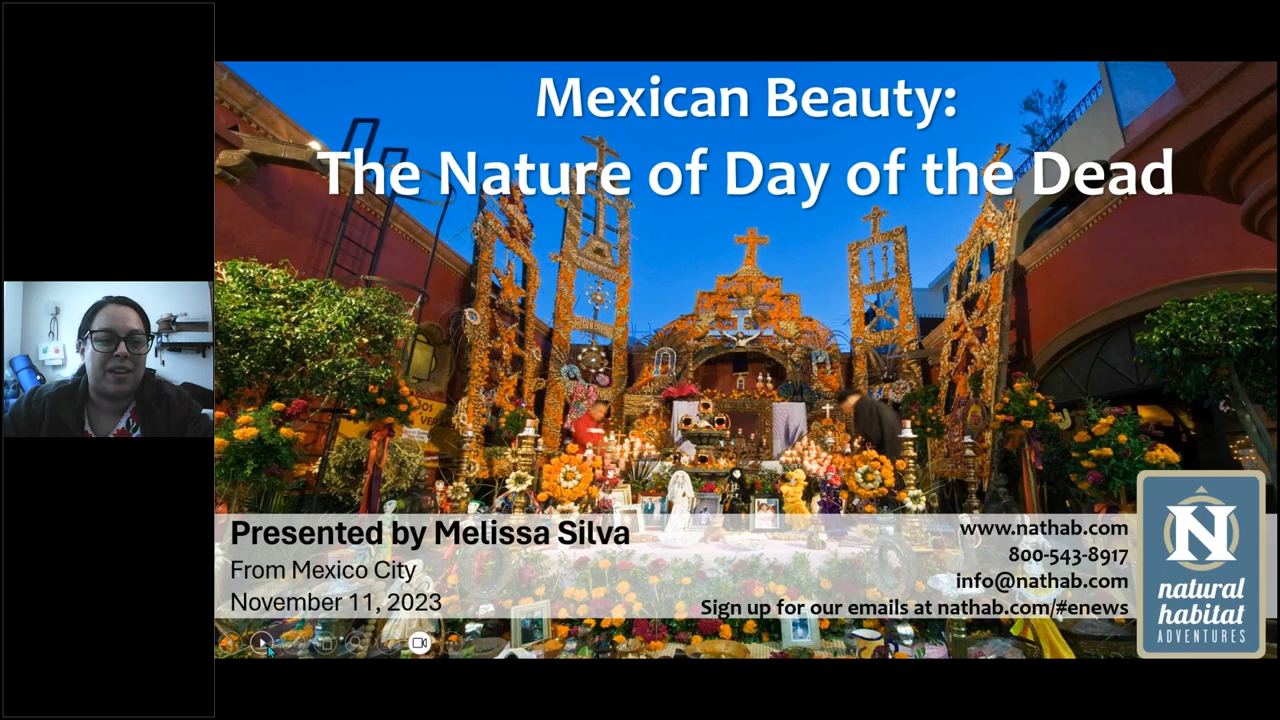 Mexican Beauty:
The Nature of Day of the Dead
Presented by Melissa Silva
From Mexico City
November 11, 2023
www.nathab.com
800-543-8917
info@nathab.com
Sign up for our emails at nathab.com/#enews
N
natural
habitat
ADVENTURES